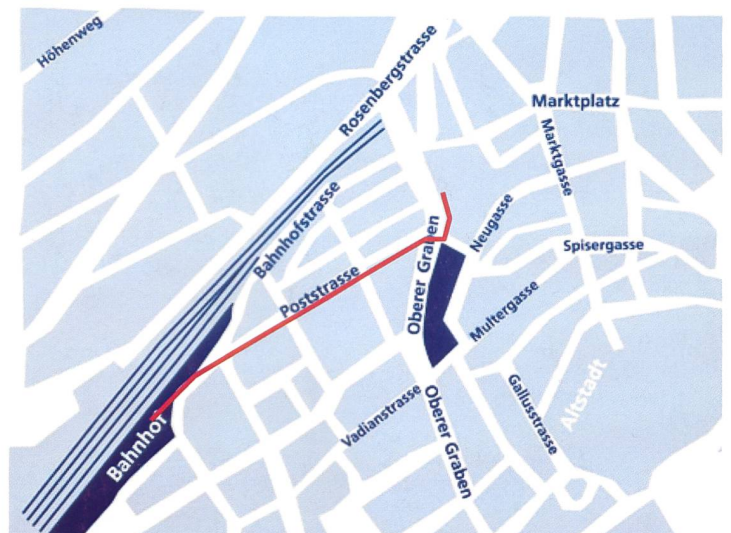 Höhenweg
Rosenbergstrasse
Marktplatz
Marktgasse
Bahnhofstrasse
Neugasse
Spisergasse
Oberer Graben
Poststrasse
Multergasse
Altstadt
Gallusstrasse
Vadianstrasse
Oberer Graben
Bahnhof